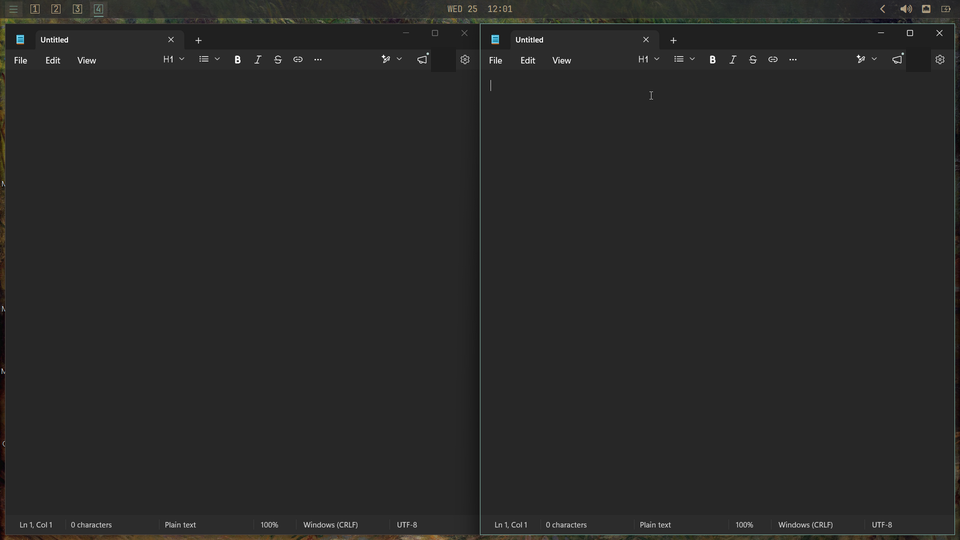 1 2 3 4 WED 25 12:01
Untitled
File Edit View H1 B I S
Ln 1, Col 1 0 characters Plain text 100% Windows (CRLF) UTF-8
Untitled
File Edit View H1 B I S
Ln 1, Col 1 0 characters Plain text 100% Windows (CRLF) UTF-8